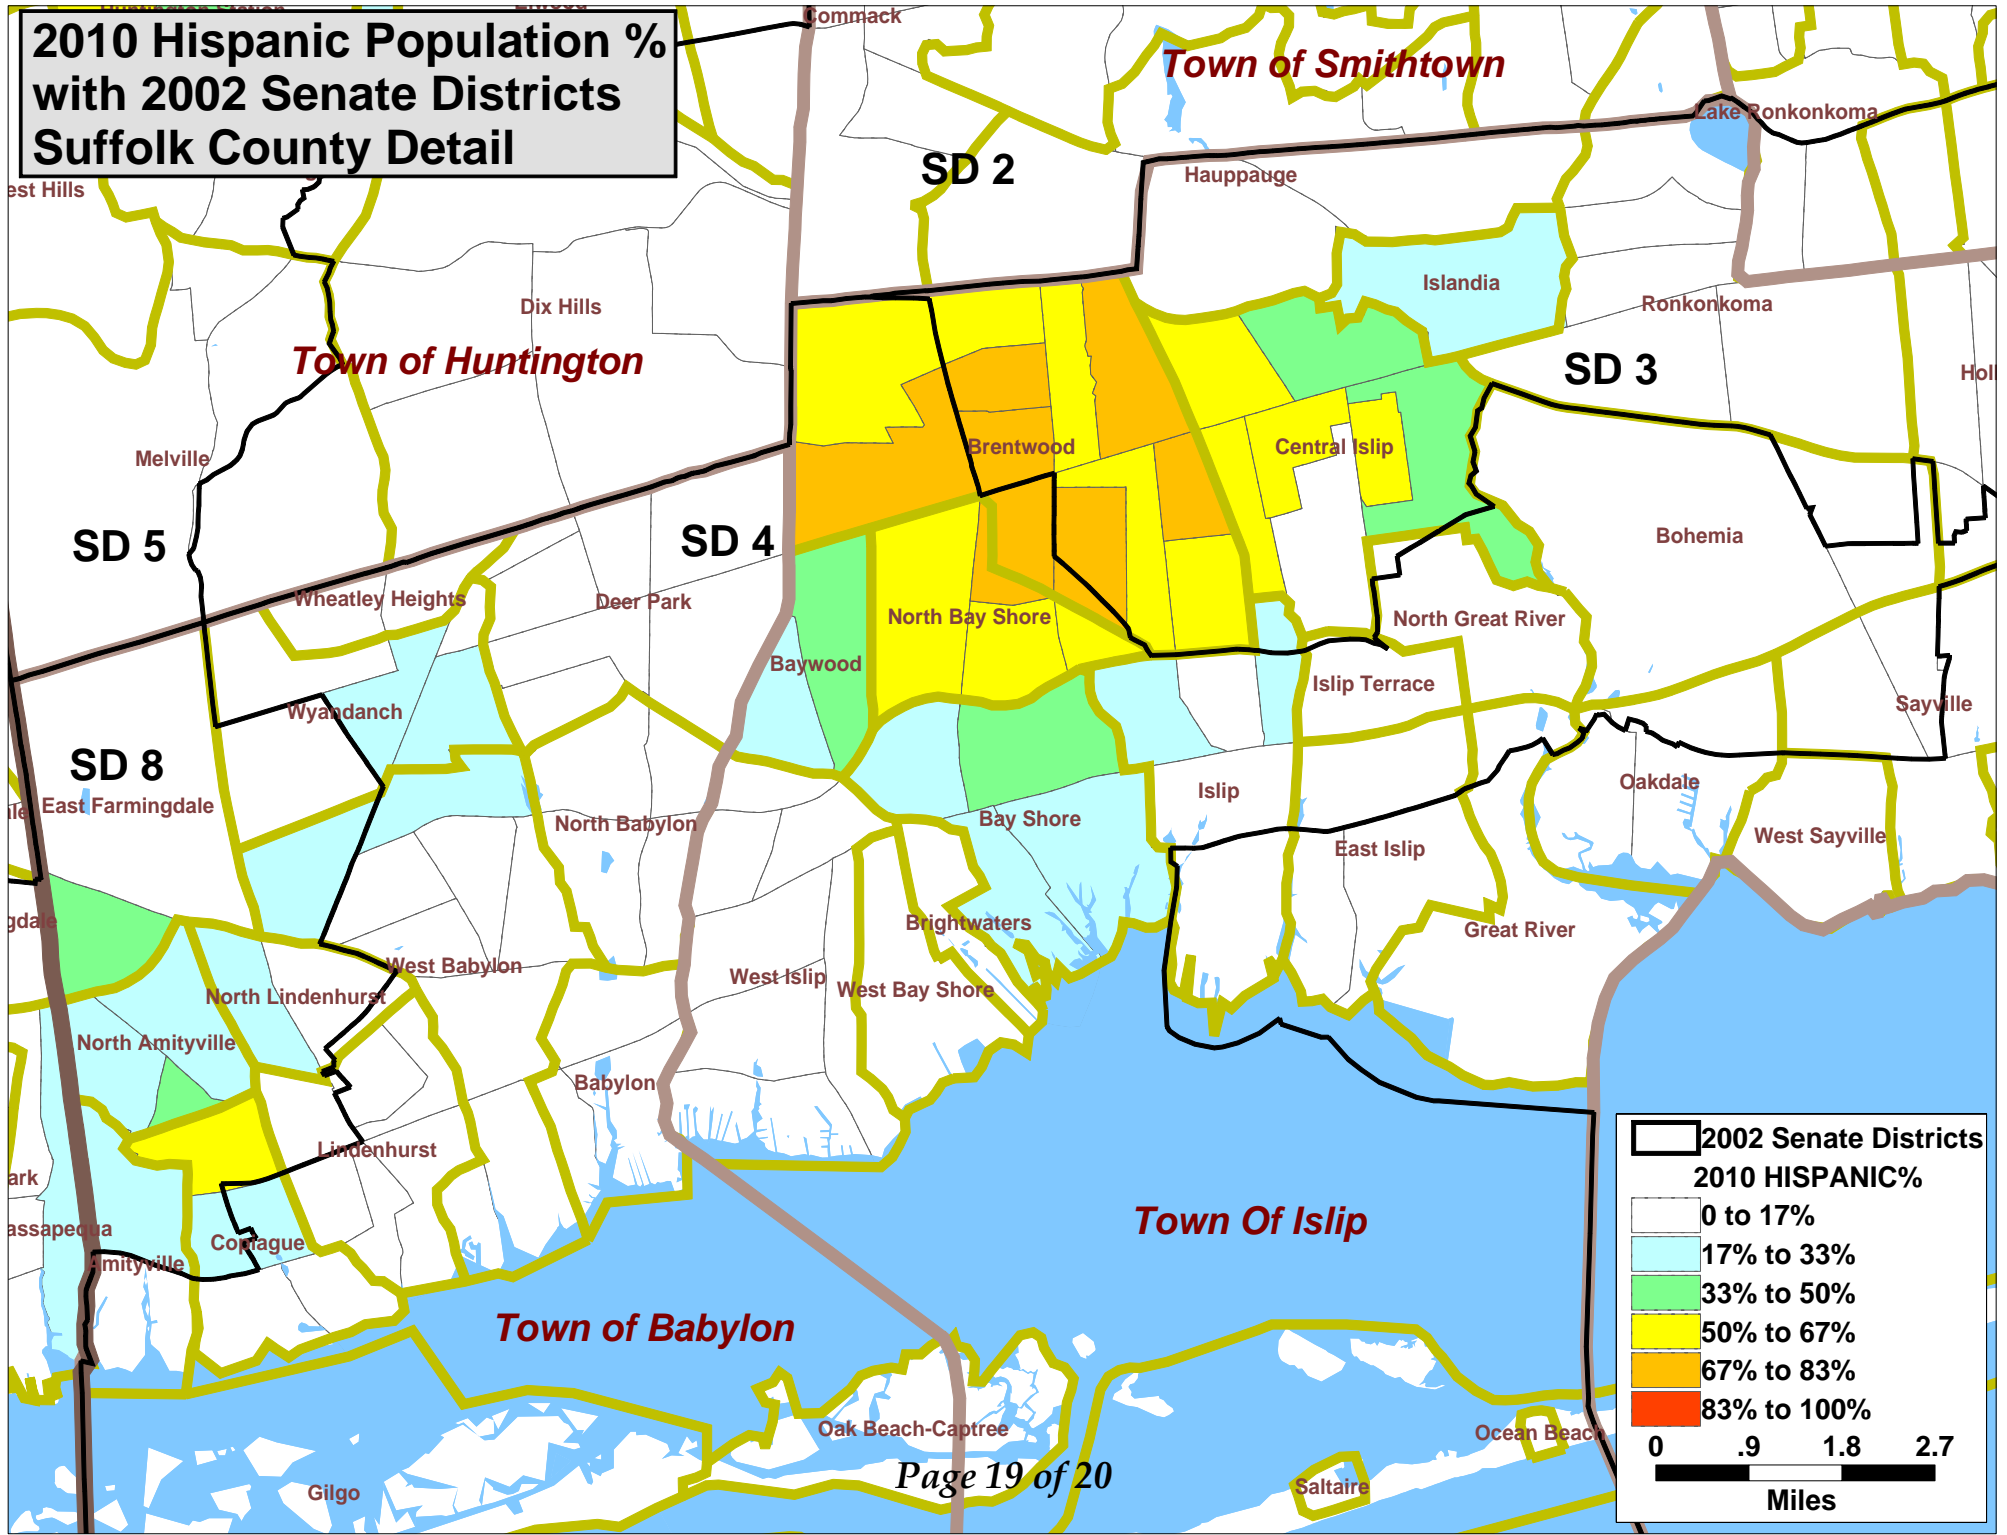 Huntington Station
Elwood
Commack
2010 Hispanic Population %
with 2002 Senate Districts
Suffolk County Detail
Town of Smithtown
Lake Ronkonkoma
SD 2
Hauppauge
est Hills
Islandia
Dix Hills
Ronkonkoma
Town of Huntington
SD 3
Hol
Melville
Brentwood
Central Islip
SD 5
SD 4
Bohemia
Wheatley Heights
Deer Park
North Bay Shore
North Great River
Baywood
Islip Terrace
Wyandanch
Sayville
SD 8
East Farmingdale
ale
Islip
Oakdale
North Babylon
Bay Shore
West Sayville
East Islip
gdale
Brightwaters
Great River
West Babylon
West Islip
West Bay Shore
North Lindenhurst
North Amityville
Babylon
Lindenhurst
ark
assapequa
Copiague
Amityville
Town Of Islip
Town of Babylon
Oak Beach-Captree
Ocean Beach
Gilgo
Saltaire
Page 19 of 20
2002 Senate Districts
2010 HISPANIC%
0 to 17%
17% to 33%
33% to 50%
50% to 67%
67% to 83%
83% to 100%
0 .9 1.8 2.7
Miles